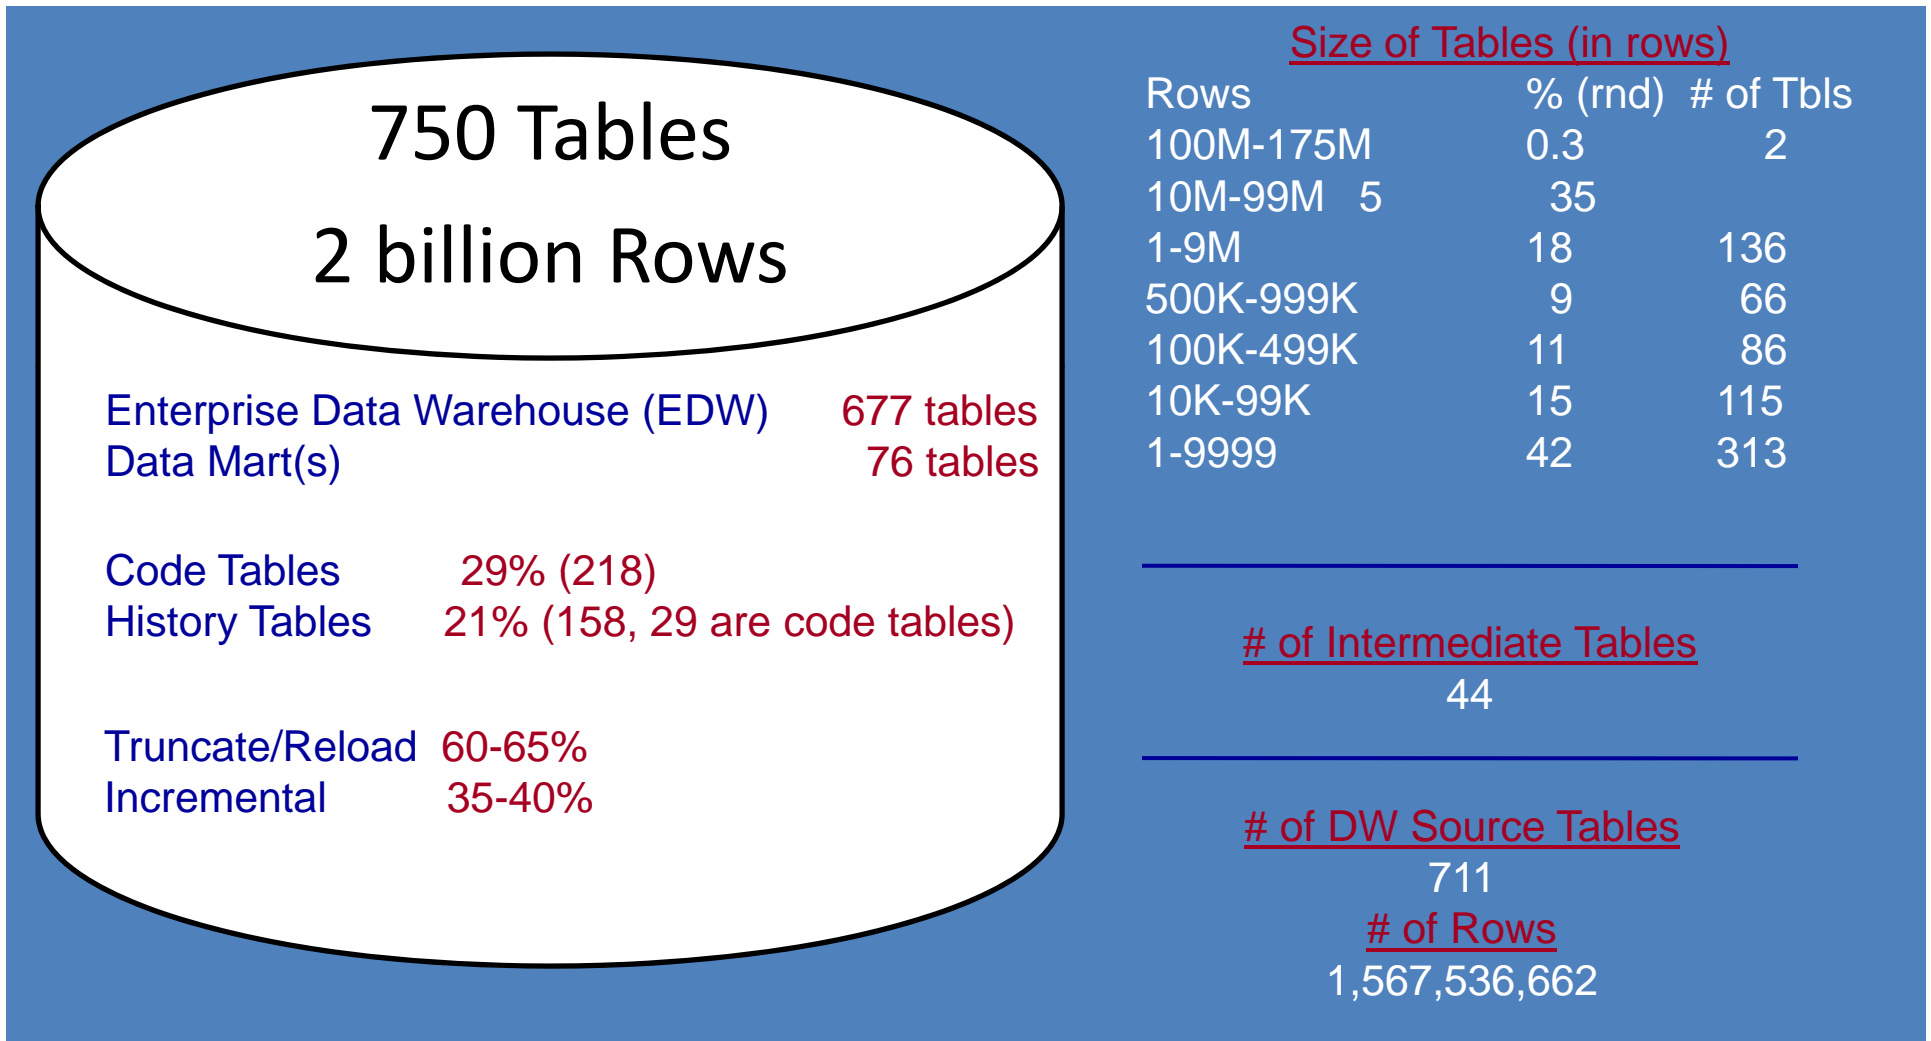 750 Tables
2 billion Rows
Enterprise Data Warehouse (EDW) 677 tables
Data Mart(s) 76 tables
Code Tables 29% (218)
History Tables 21% (158, 29 are code tables)
Truncate/Reload 60-65%
Incremental 35-40%
Size of Tables (in rows)
Rows % (rnd) # of Tbls
100M-175M 0.3 2
10M-99M 5 35
1-9M 18 136
500K-999K 9 66
100K-499K 11 86
10K-99K 15 115
1-9999 42 313
# of Intermediate Tables
44
# of DW Source Tables
711
# of Rows
1,567,536,662